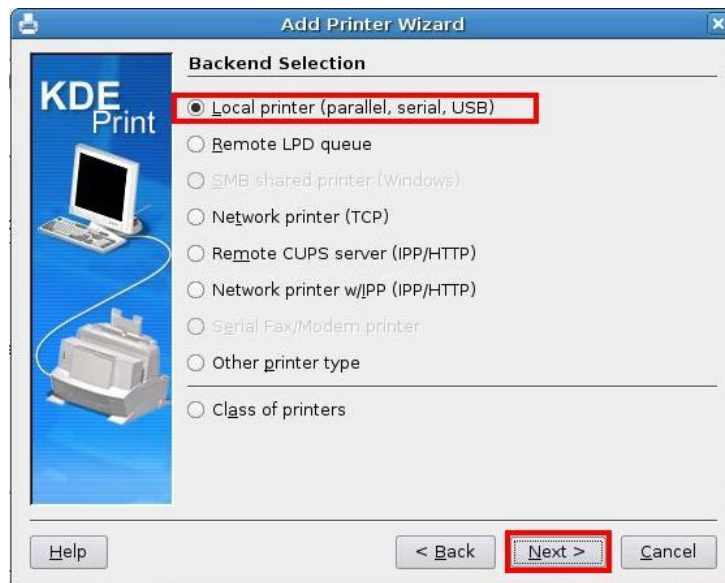 Add Printer Wizard
KDE
Print
Backend Selection
Local printer (parallel, serial, USB)
Remote LPD queue
SMB shared printer (Windows)
Network printer (TCP)
Remote CUPS server (IPP/HTTP)
Network printer w/IPP (IPP/HTTP)
Serial Fax/Modem printer
Other printer type
Class of printers
Help < Back Next > Cancel